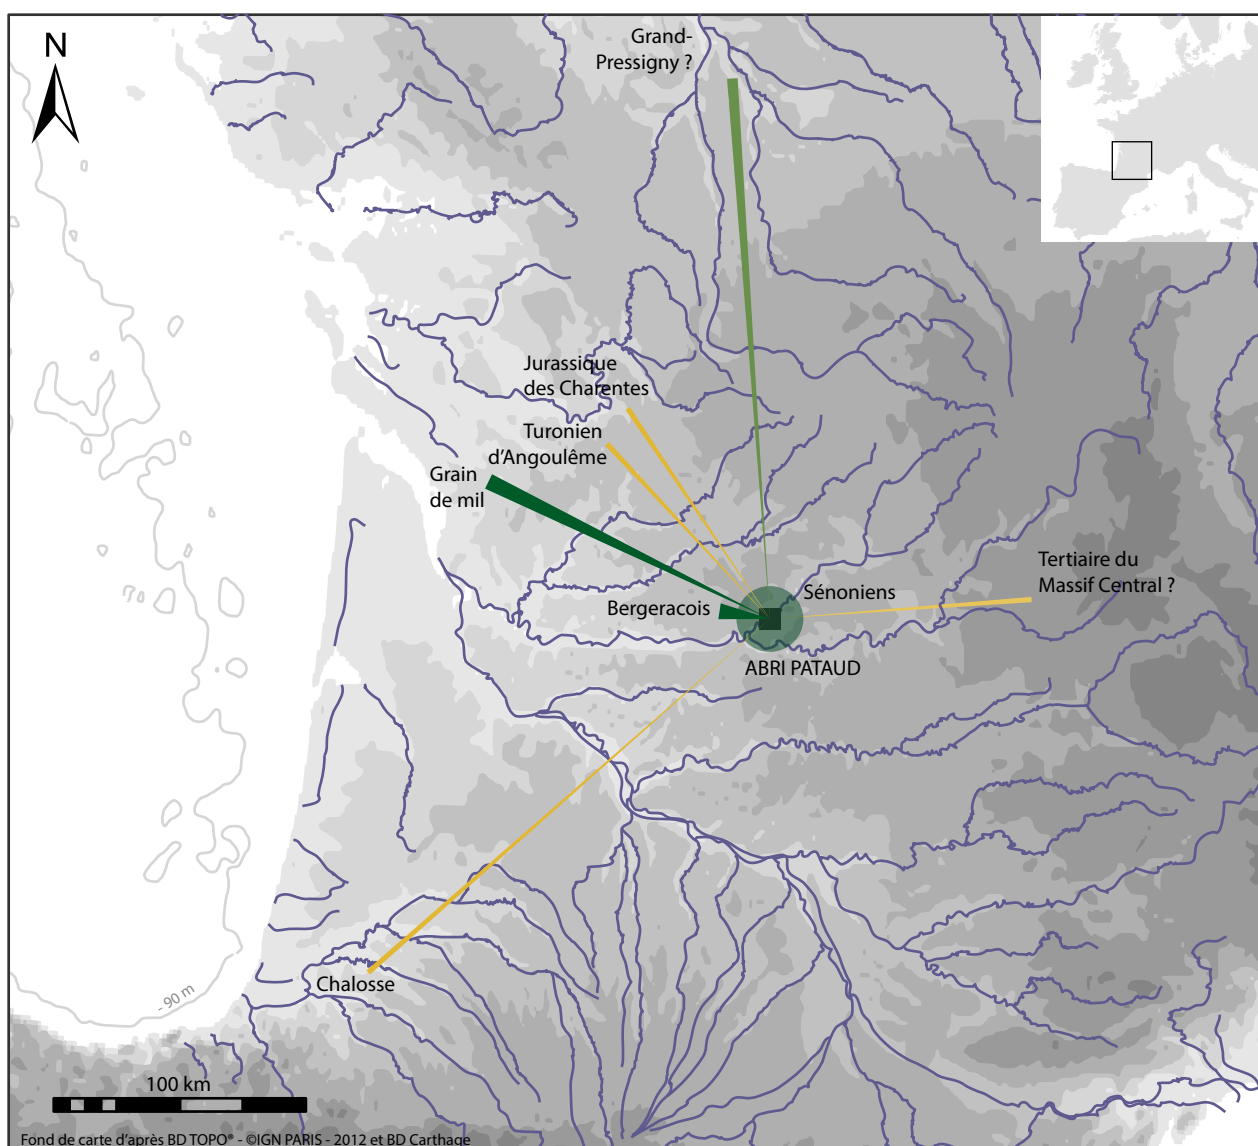 N
Grand-
Pressigny ?
Jurassique
des Charentes
Turonien
d'Angoulême
Grain
de mil
Tertiaire du
Massif Central ?
Sénoniens
Bergeracois
ABRI PATAUD
Chalosse
- 90 m
100 km
Fond de carte d'après BD TOPO® - ©IGN PARIS - 2012 et BD Carthage